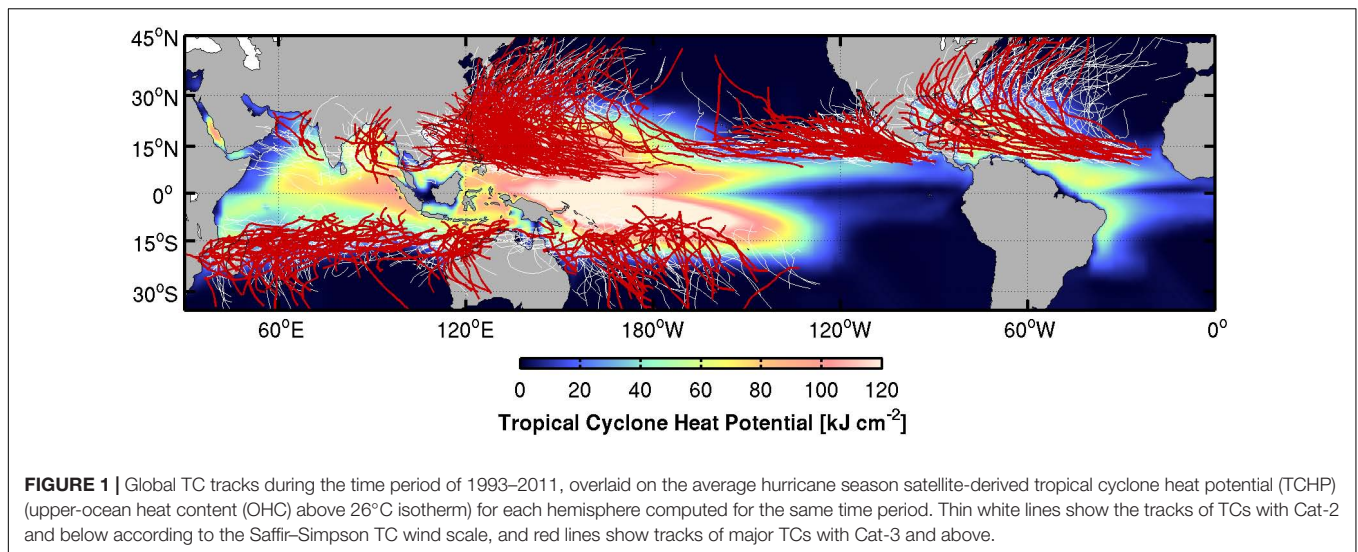 45°N
30°N
15°N
0°
15°S
30°S
60°E 120°E 180°W 120°W 60°W 0°
0 20 40 60 80 100 120
Tropical Cyclone Heat Potential [kJ cm⁻²]
FIGURE 1 | Global TC tracks during the time period of 1993–2011, overlaid on the average hurricane season satellite-derived tropical cyclone heat potential (TCHP)
(upper-ocean heat content (OHC) above 26°C isotherm) for each hemisphere computed for the same time period. Thin white lines show the tracks of TCs with Cat-2
and below according to the Saffir–Simpson TC wind scale, and red lines show tracks of major TCs with Cat-3 and above.